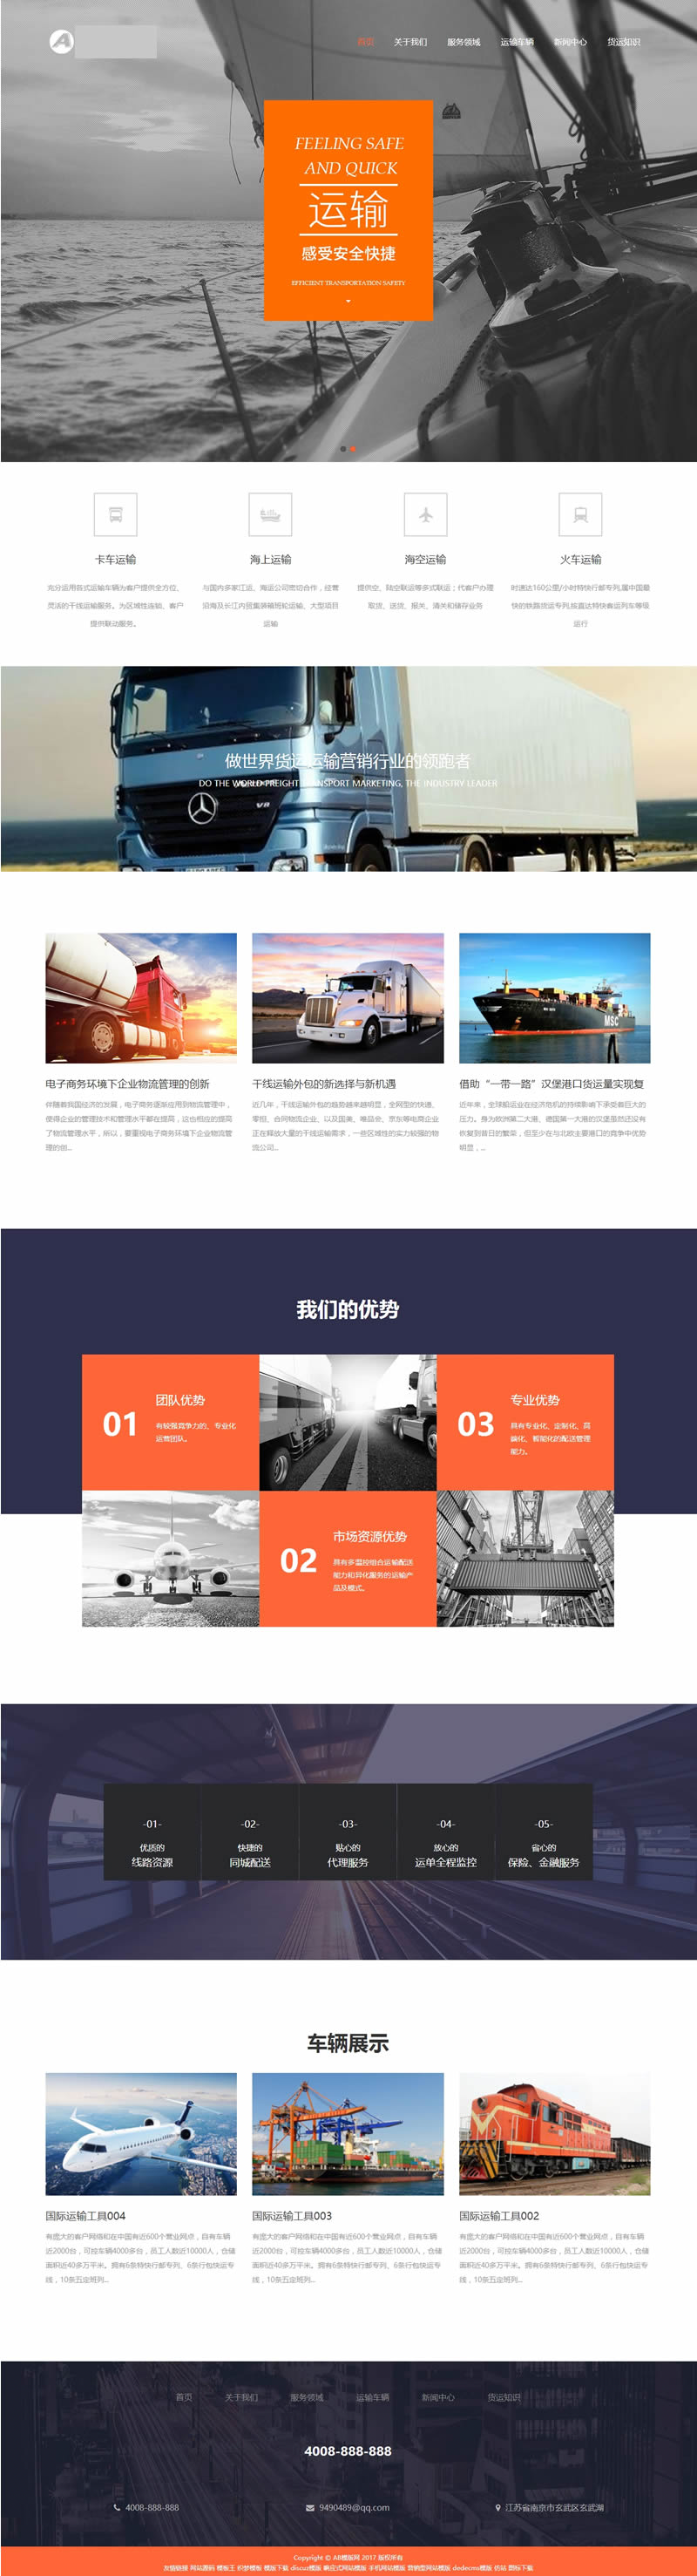 首页 关于我们 服务领域 运输车辆 新闻中心 货运知识
FEELING SAFE
AND QUICK
运输
感受安全快捷
EFFICIENT TRANSPORTATION SAFETY
卡车运输 海上运输 海空运输 火车运输
充分运用各式运输车辆为客户提供全方位、
灵活的干线运输服务。为区域性连锁、客户
提供联动服务。
与国内多家江运、海运公司密切合作，经营
沿海及长江内贸集装箱班轮运输、大型项目
运输
提供空、陆空联运等多式联运；代客户办理
取货、送货、报关、清关和储存业务
时速达160公里/小时特快行邮专列,属中国最
快的铁路货运专列,按直达特快客运列车等级
运行
做世界货运运输营销行业的领跑者
DO THE WORLD FREIGHT TRANSPORT MARKETING, THE INDUSTRY LEADER
MSC
电子商务环境下企业物流管理的创新
伴随着我国经济的发展，电子商务逐渐应用到物流管理中，
使得企业的管理技术和管理水平都在提高，这也相应的提高
了物流管理水平，所以，要重视电子商务环境下企业物流管
理的创...
干线运输外包的新选择与新机遇
近几年，干线运输外包的趋势越来越明显，全网型的快递、
零担、合同物流企业，以及国美、唯品会、京东等电商企业
正在释放大量的干线运输需求，一些区域性的实力较强的物
流公司...
借助“一带一路”汉堡港口货运量实现复
近年来，全球船运业在经济危机的持续影响下承受着巨大的
压力。身为欧洲第二大港、德国第一大港的汉堡虽然还没有
恢复到昔日的繁荣，但至少在与北欧主要港口的竞争中优势
明显，...
我们的优势
01
团队优势
有较强竞争力的、专业化
运营团队。
03
专业优势
具有专业化、定制化、高
端化、智能化的配送管理
能力。
02
市场资源优势
具有多温控组合运输配送
能力和异化服务的运输产
品及模式。
-01- -02- -03- -04- -05-
优质的 快捷的 贴心的 放心的 省心的
线路资源 同城配送 代理服务 运单全程监控 保险、金融服务
车辆展示
国际运输工具004
有庞大的客户网络和在中国有近600个营业网点，自有车辆
近2000台，可控车辆4000多台，员工人数近10000人，仓储
面积近40多万平米。拥有6条特快行邮专列、6条行包快运专
线，10条五定班列...
国际运输工具003
有庞大的客户网络和在中国有近600个营业网点，自有车辆
近2000台，可控车辆4000多台，员工人数近10000人，仓储
面积近40多万平米。拥有6条特快行邮专列、6条行包快运专
线，10条五定班列...
国际运输工具002
有庞大的客户网络和在中国有近600个营业网点，自有车辆
近2000台，可控车辆4000多台，员工人数近10000人，仓储
面积近40多万平米。拥有6条特快行邮专列、6条行包快运专
线，10条五定班列...
首页 关于我们 服务领域 运输车辆 新闻中心 货运知识
4008-888-888
4008-888-888 9490489@qq.com 江苏省南京市玄武区玄武湖
Copyright © AB模版网 2017 版权所有
友情链接 网站源码 模板王 织梦模板 模版下载 discuz模版 响应式网站模版 手机网站模版 营销型网站模版 dedecms模版 仿站 图标下载